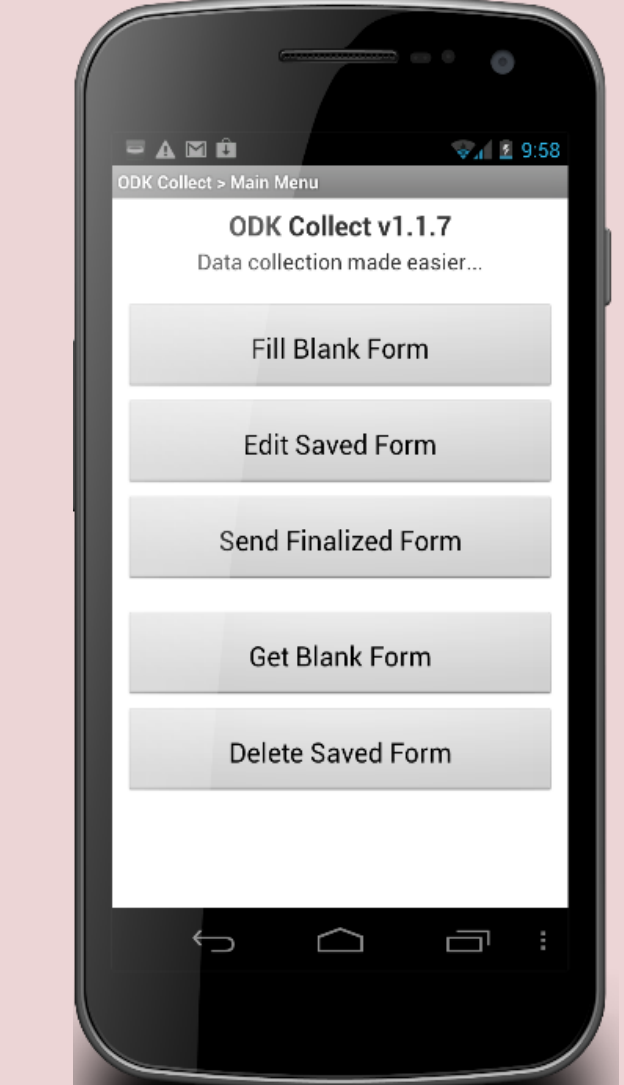 9:58
ODK Collect > Main Menu
ODK Collect v1.1.7
Data collection made easier...
Fill Blank Form
Edit Saved Form
Send Finalized Form
Get Blank Form
Delete Saved Form